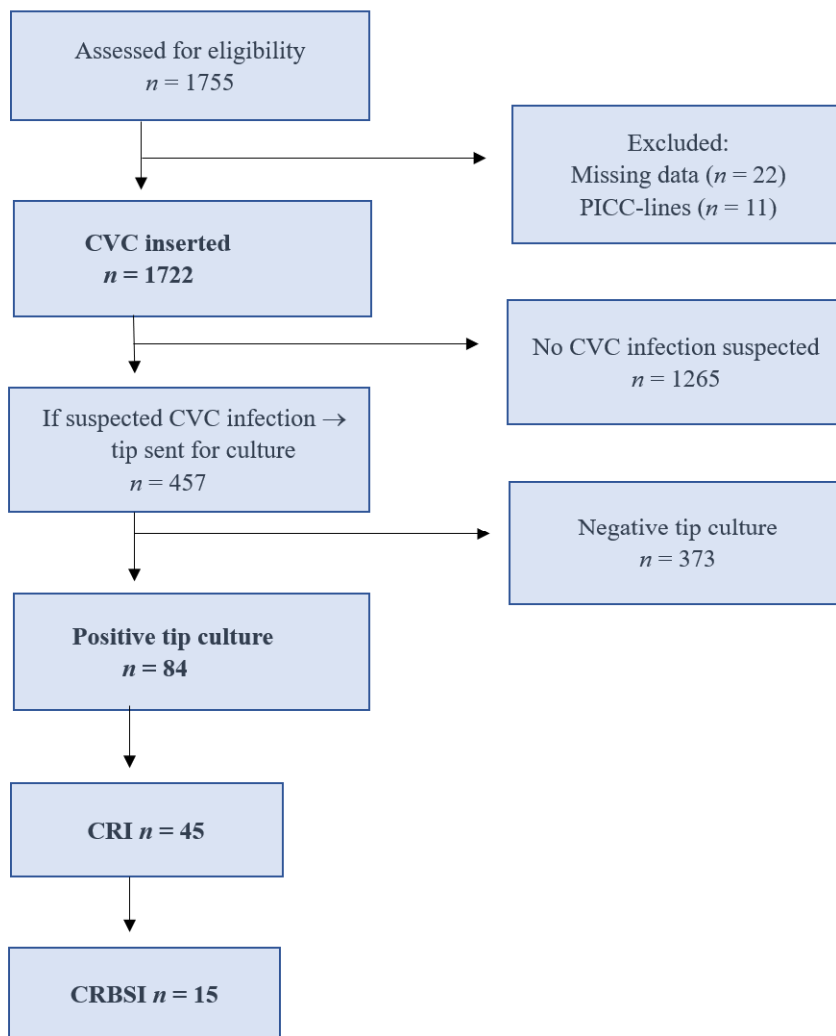 Assessed for eligibility
n = 1755
Excluded:
Missing data (n = 22)
PICC-lines (n = 11)
CVC inserted
n = 1722
No CVC infection suspected
n = 1265
If suspected CVC infection →
tip sent for culture
n = 457
Negative tip culture
n = 373
Positive tip culture
n = 84
CRI n = 45
CRBSI n = 15